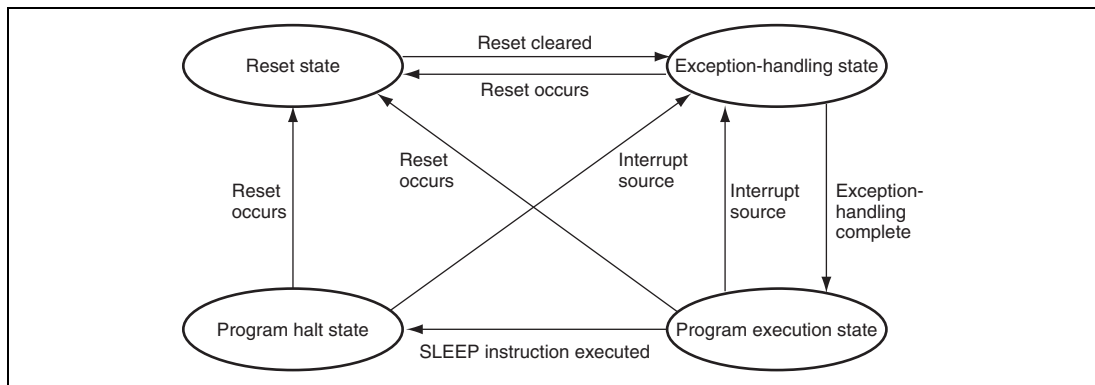 Reset state
Reset cleared
Exception-handling state
Reset occurs
Reset
occurs
Reset
occurs
Interrupt
source
Interrupt
source
Exception-
handling
complete
Program halt state
Program execution state
SLEEP instruction executed